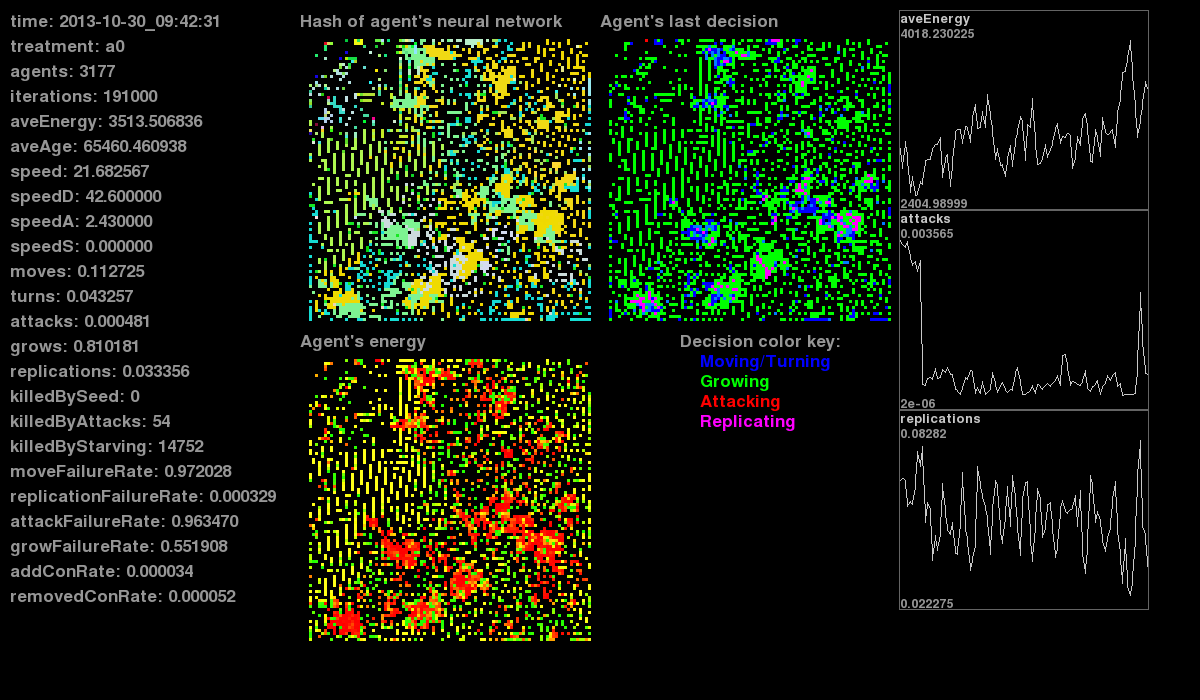 time: 2013-10-30_09:42:31
treatment: a0
agents: 3177
iterations: 191000
aveEnergy: 3513.506836
aveAge: 65460.460938
speed: 21.682567
speedD: 42.600000
speedA: 2.430000
speedS: 0.000000
moves: 0.112725
turns: 0.043257
attacks: 0.000481
grows: 0.810181
replications: 0.033356
killedBySeed: 0
killedByAttacks: 54
killedByStarving: 14752
moveFailureRate: 0.972028
replicationFailureRate: 0.000329
attackFailureRate: 0.963470
growFailureRate: 0.551908
addConRate: 0.000034
removedConRate: 0.000052
Hash of agent's neural network
Agent's last decision
Agent's energy
Decision color key:
Moving/Turning
Growing
Attacking
Replicating
aveEnergy
4018.230225
2404.98999
attacks
0.003565
2e-06
replications
0.08282
0.022275